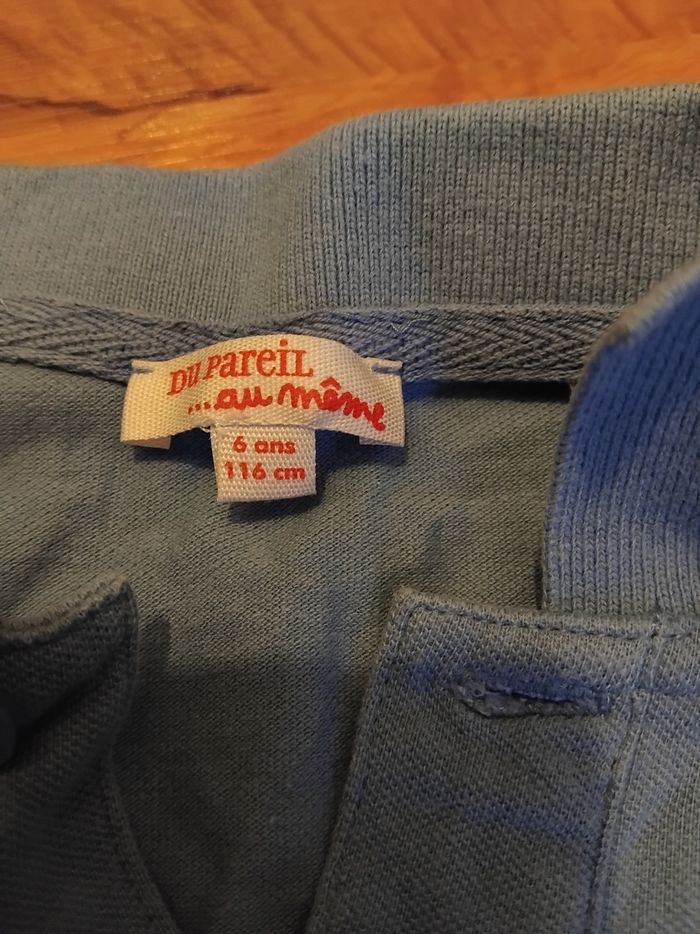 Du Pareil
...au même
6 ans
116 cm